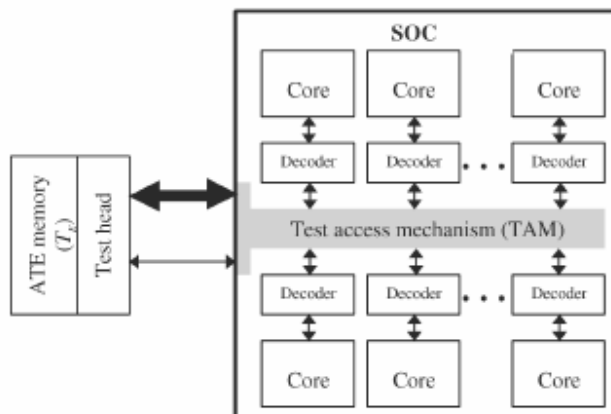 SOC
Core Core Core
Decoder Decoder • • • Decoder
ATE memory
(T_E)
Test head
Test access mechanism (TAM)
Decoder Decoder • • • Decoder
Core Core Core